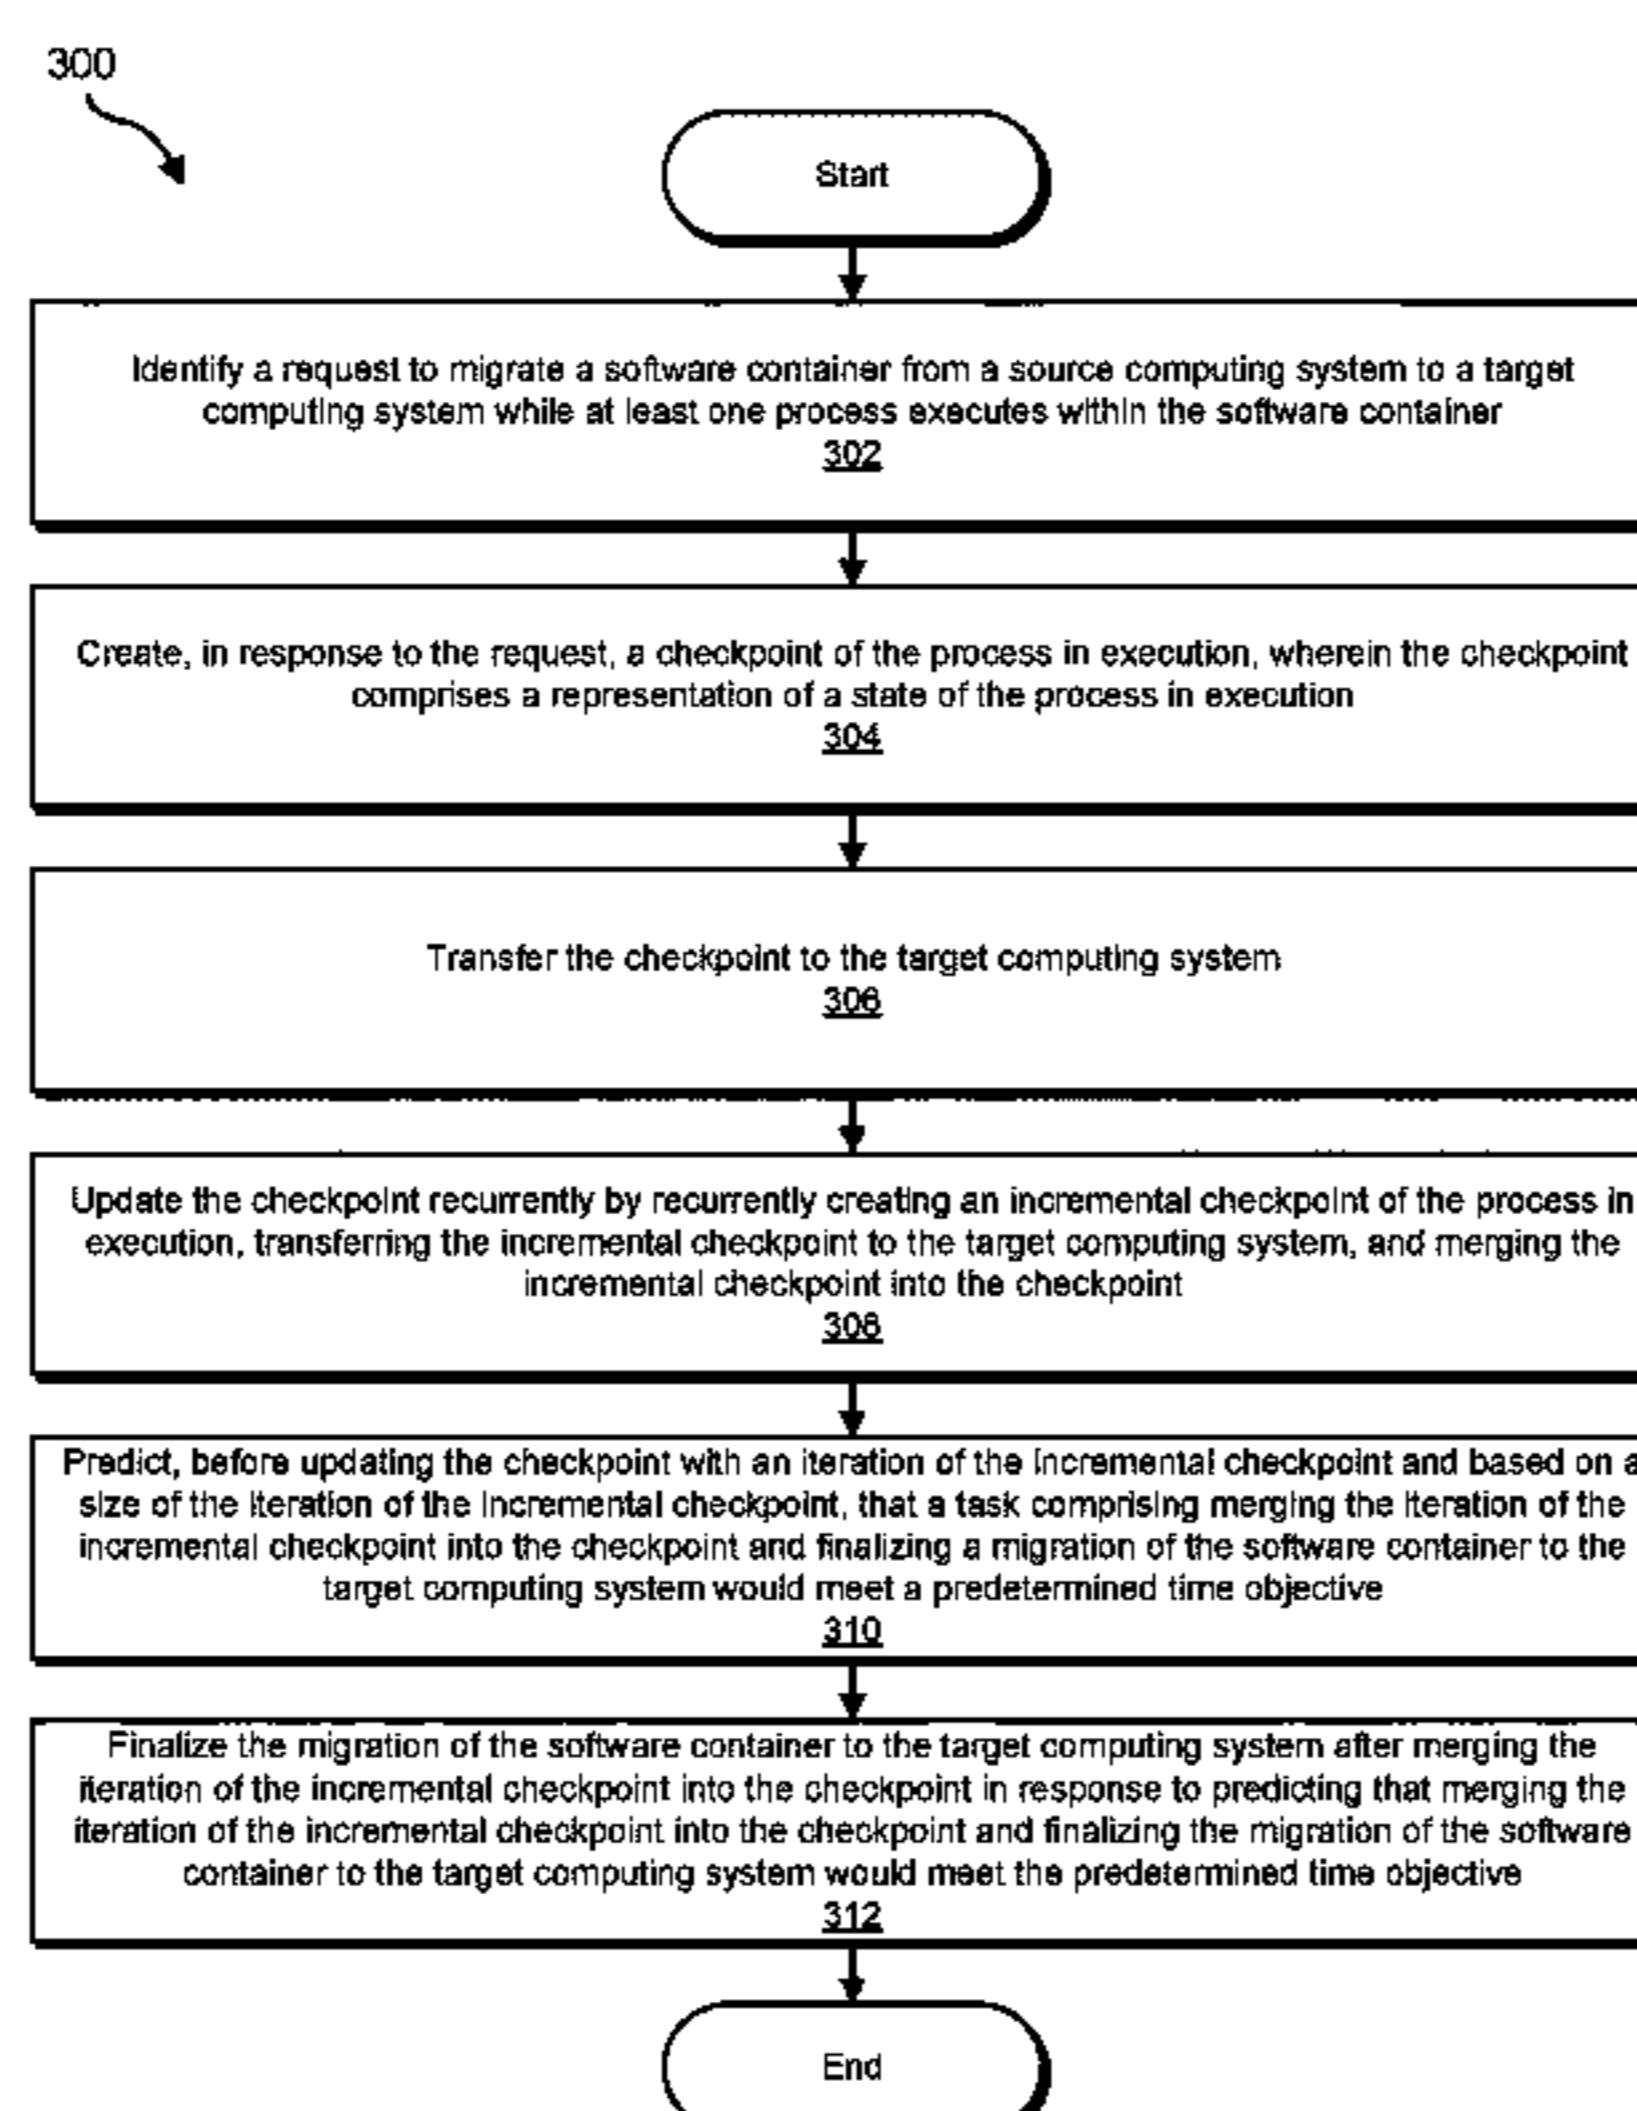 300
Start
Identify a request to migrate a software container from a source computing system to a target
computing system while at least one process executes within the software container
302
Create, in response to the request, a checkpoint of the process in execution, wherein the checkpoint
comprises a representation of a state of the process in execution
304
Transfer the checkpoint to the target computing system
306
Update the checkpoint recurrently by recurrently creating an incremental checkpoint of the process in
execution, transferring the incremental checkpoint to the target computing system, and merging the
incremental checkpoint into the checkpoint
308
Predict, before updating the checkpoint with an iteration of the incremental checkpoint and based on a
size of the iteration of the incremental checkpoint, that a task comprising merging the iteration of the
incremental checkpoint into the checkpoint and finalizing a migration of the software container to the
target computing system would meet a predetermined time objective
310
Finalize the migration of the software container to the target computing system after merging the
iteration of the incremental checkpoint into the checkpoint in response to predicting that merging the
iteration of the incremental checkpoint into the checkpoint and finalizing the migration of the software
container to the target computing system would meet the predetermined time objective
312
End